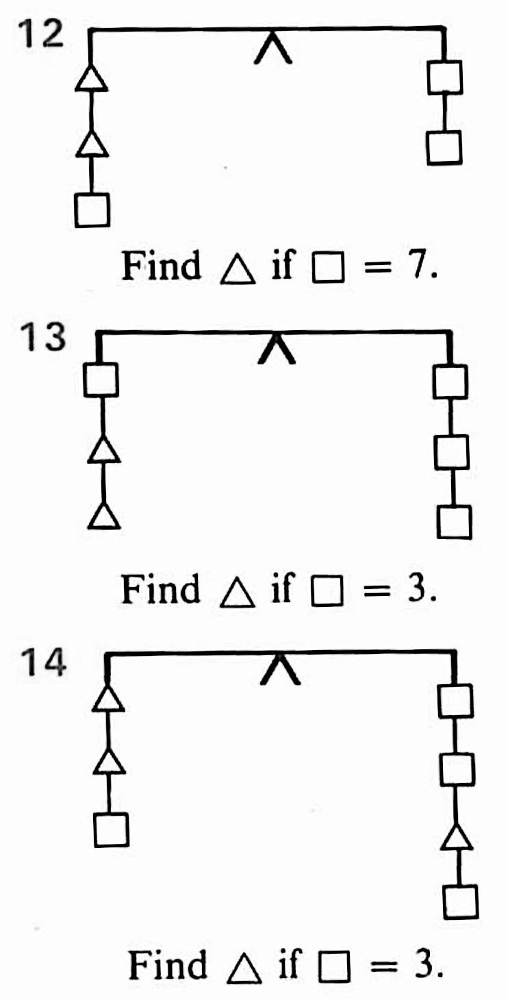 12
Find △ if □ = 7.
13
Find △ if □ = 3.
14
Find △ if □ = 3.